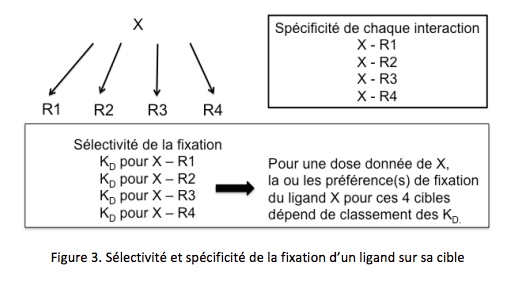 X
R1 R2 R3 R4
Spécificité de chaque interaction
X - R1
X - R2
X - R3
X - R4
Sélectivité de la fixation
KD pour X – R1
KD pour X – R2
KD pour X – R3
KD pour X – R4
Pour une dose donnée de X,
la ou les préférence(s) de fixation
du ligand X pour ces 4 cibles
dépend de classement des KD.
Figure 3. Sélectivité et spécificité de la fixation d'un ligand sur sa cible